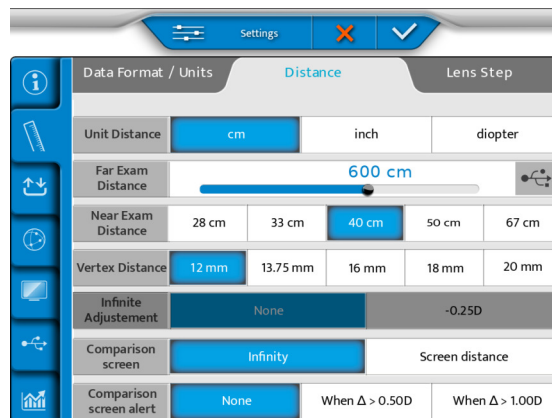 Settings
Data Format / Units
Distance
Lens Step
Unit Distance
cm
inch
diopter
Far Exam
Distance
600 cm
Near Exam
Distance
28 cm
33 cm
40 cm
50 cm
67 cm
Vertex Distance
12 mm
13.75 mm
16 mm
18 mm
20 mm
Infinite
Adjustement
None
-0.25D
Comparison
screen
Infinity
Screen distance
Comparison
screen alert
None
When Δ > 0.50D
When Δ > 1.00D